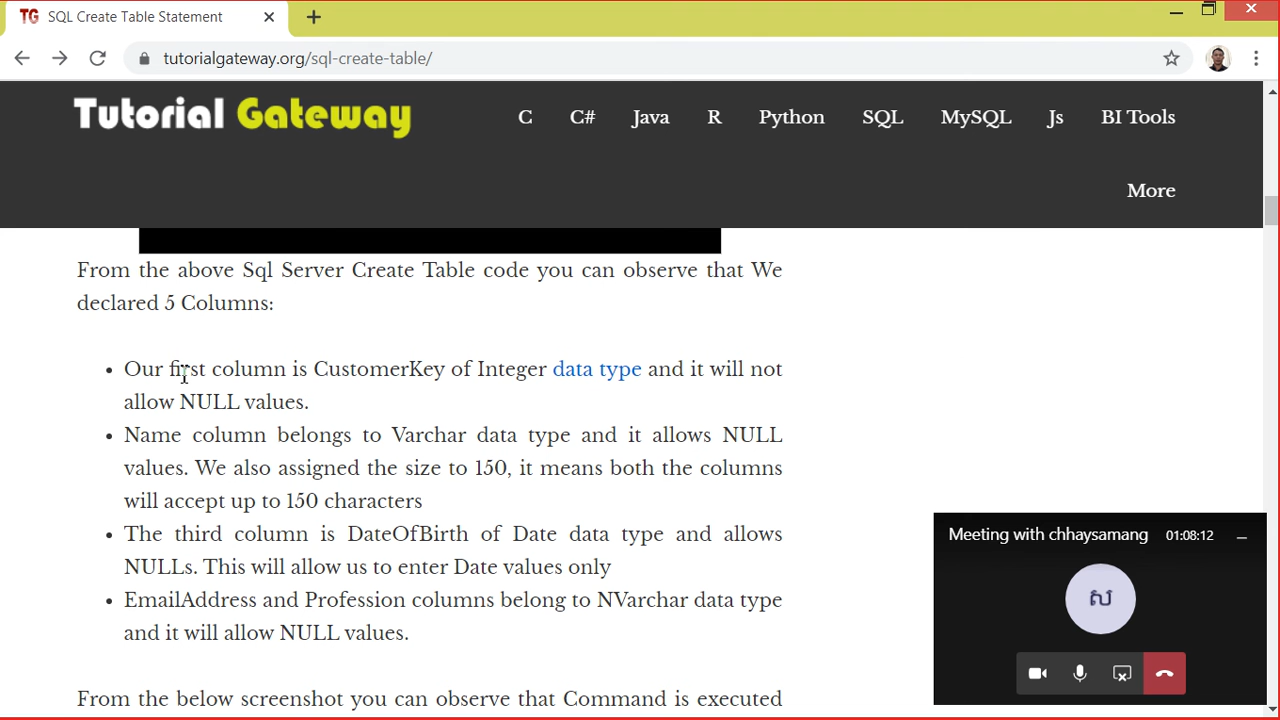 SQL Create Table Statement
tutorialgateway.org/sql-create-table/
Tutorial Gateway
C C# Java R Python SQL MySQL Js BI Tools
More
From the above Sql Server Create Table code you can observe that We
declared 5 Columns:
• Our first column is CustomerKey of Integer data type and it will not
allow NULL values.
• Name column belongs to Varchar data type and it allows NULL
values. We also assigned the size to 150, it means both the columns
will accept up to 150 characters
• The third column is DateOfBirth of Date data type and allows
NULLs. This will allow us to enter Date values only
• EmailAddress and Profession columns belong to NVarchar data type
and it will allow NULL values.
From the below screenshot you can observe that Command is executed
Meeting with chhaysamang 01:08:12
ស